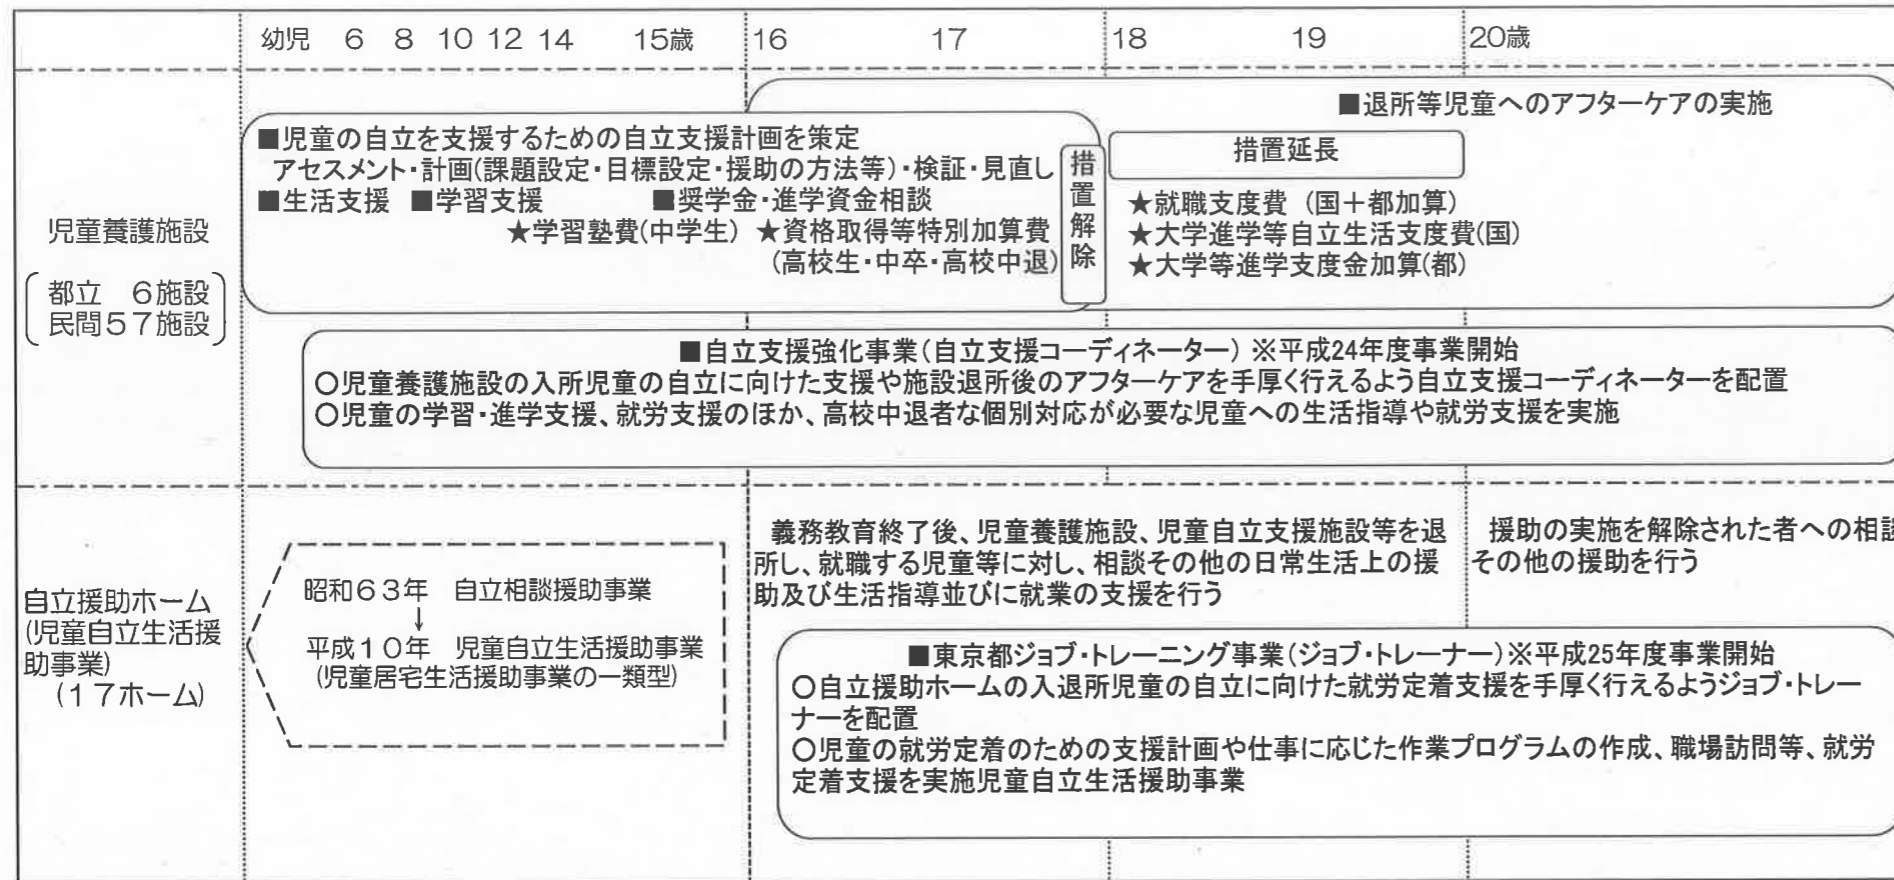 幼児 6 8 10 12 14 15歳 16 17 18 19 20歳
児童養護施設
都立 6施設
民間57施設
■退所等児童へのアフターケアの実施
■児童の自立を支援するための自立支援計画を策定
アセスメント・計画(課題設定・目標設定・援助の方法等)・検証・見直し
■生活支援 ■学習支援 ■奨学金・進学資金相談
★学習塾費(中学生) ★資格取得等特別加算費
(高校生・中卒・高校中退)
措置解除
措置延長
★就職支度費 (国+都加算)
★大学進学等自立生活支度費(国)
★大学等進学支度金加算(都)
■自立支援強化事業(自立支援コーディネーター) ※平成24年度事業開始
○児童養護施設の入所児童の自立に向けた支援や施設退所後のアフターケアを手厚く行えるよう自立支援コーディネーターを配置
○児童の学習・進学支援、就労支援のほか、高校中退者な個別対応が必要な児童への生活指導や就労支援を実施
自立援助ホーム
(児童自立生活援
助事業)
(17ホーム)
昭和63年 自立相談援助事業
↓
平成10年 児童自立生活援助事業
(児童居宅生活援助事業の一類型)
義務教育終了後、児童養護施設、児童自立支援施設等を退
所し、就職する児童等に対し、相談その他の日常生活上の援
助及び生活指導並びに就業の支援を行う
援助の実施を解除された者への相談
その他の援助を行う
■東京都ジョブ・トレーニング事業(ジョブ・トレーナー)※平成25年度事業開始
○自立援助ホームの入退所児童の自立に向けた就労定着支援を手厚く行えるようジョブ・トレー
ナーを配置
○児童の就労定着のための支援計画や仕事に応じた作業プログラムの作成、職場訪問等、就労
定着支援を実施児童自立生活援助事業